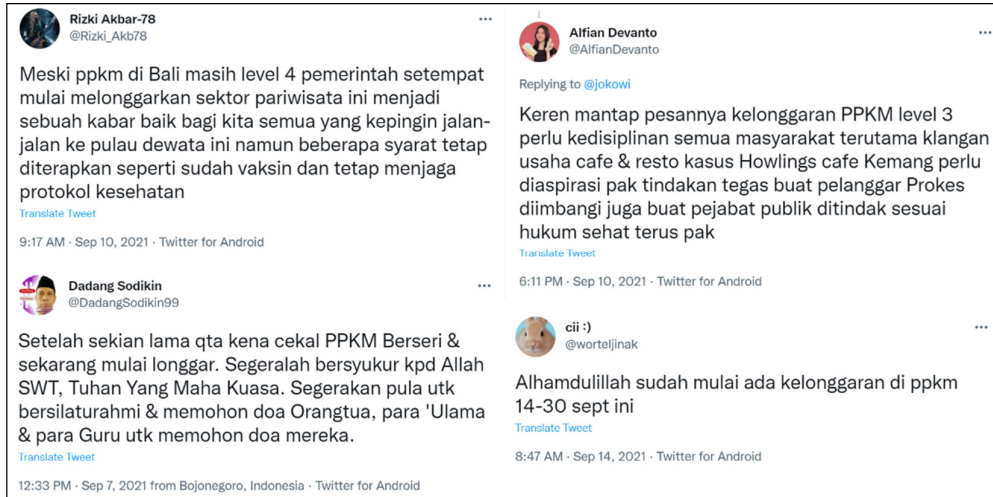 Rizki Akbar-78
@Rizki_Akb78
Meski ppkm di Bali masih level 4 pemerintah setempat
mulai melonggarkan sektor pariwisata ini menjadi
sebuah kabar baik bagi kita semua yang kepingin jalan-
jalan ke pulau dewata ini namun beberapa syarat tetap
diterapkan seperti sudah vaksin dan tetap menjaga
protokol kesehatan
Translate Tweet
9:17 AM · Sep 10, 2021 · Twitter for Android
Dadang Sodikin
@DadangSodikin99
Setelah sekian lama qta kena cekal PPKM Berseri &
sekarang mulai longgar. Segeralah bersyukur kpd Allah
SWT, Tuhan Yang Maha Kuasa. Segerakan pula utk
bersilaturahmi & memohon doa Orangtua, para 'Ulama
& para Guru utk memohon doa mereka.
Translate Tweet
12:33 PM · Sep 7, 2021 from Bojonegoro, Indonesia · Twitter for Android
Alfian Devanto
@AlfianDevanto
Replying to @jokowi
Keren mantap pesannya kelonggaran PPKM level 3
perlu kedisiplinan semua masyarakat terutama klangan
usaha cafe & resto kasus Howlings cafe Kemang perlu
diaspirasi pak tindakan tegas buat pelanggar Prokes
diimbangi juga buat pejabat publik ditindak sesuai
hukum sehat terus pak
Translate Tweet
6:11 PM · Sep 10, 2021 · Twitter for Android
cii :)
@worteljinak
Alhamdulillah sudah mulai ada kelonggaran di ppkm
14-30 sept ini
Translate Tweet
8:47 AM · Sep 14, 2021 · Twitter for Android